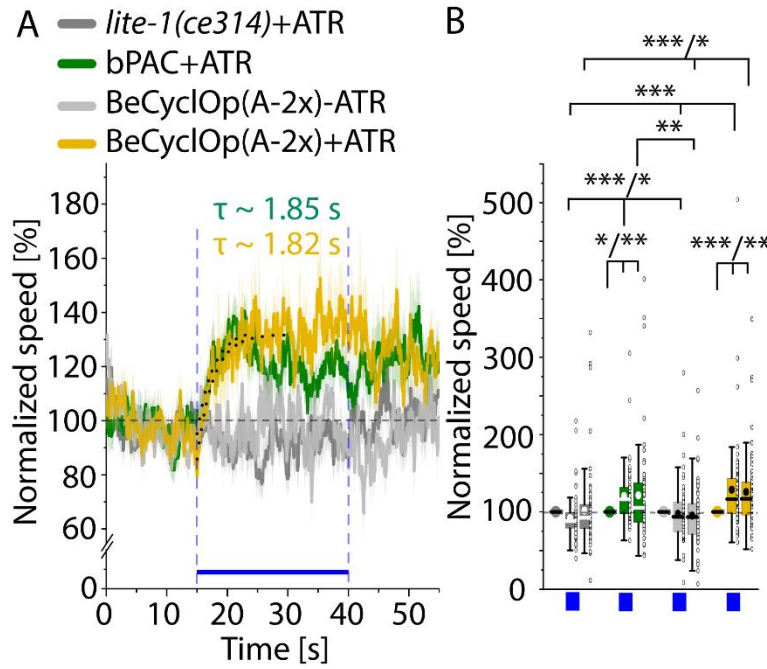 A
lite-1(ce314)+ATR
bPAC+ATR
BeCyclOp(A-2x)-ATR
BeCyclOp(A-2x)+ATR
Normalized speed [%]
180
160
140
120
100
80
60
0
τ ~ 1.85 s
τ ~ 1.82 s
0
10
20
30
40
50
Time [s]
B
***/*
***
**
***/*
*/**
***/**
Normalized speed [%]
500
400
300
200
150
100
50
0